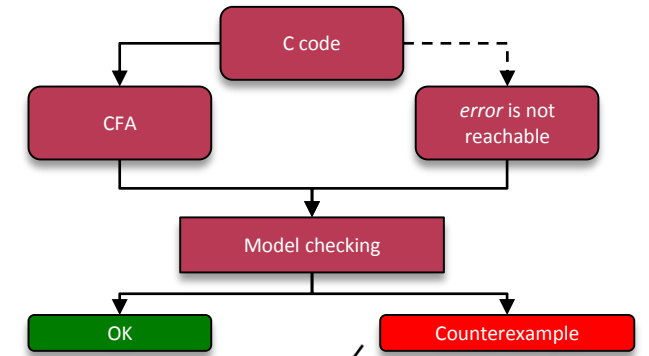 C code
CFA
error is not
reachable
Model checking
OK
Counterexample